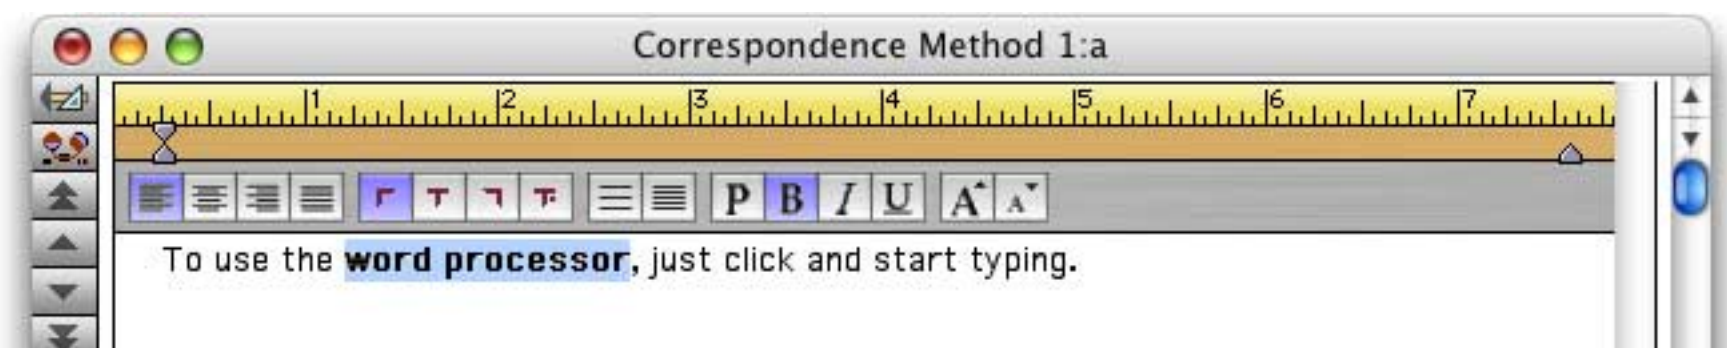 Correspondence Method 1:a
1 2 3 4 5 6 7
P B I U A A
To use the word processor, just click and start typing.